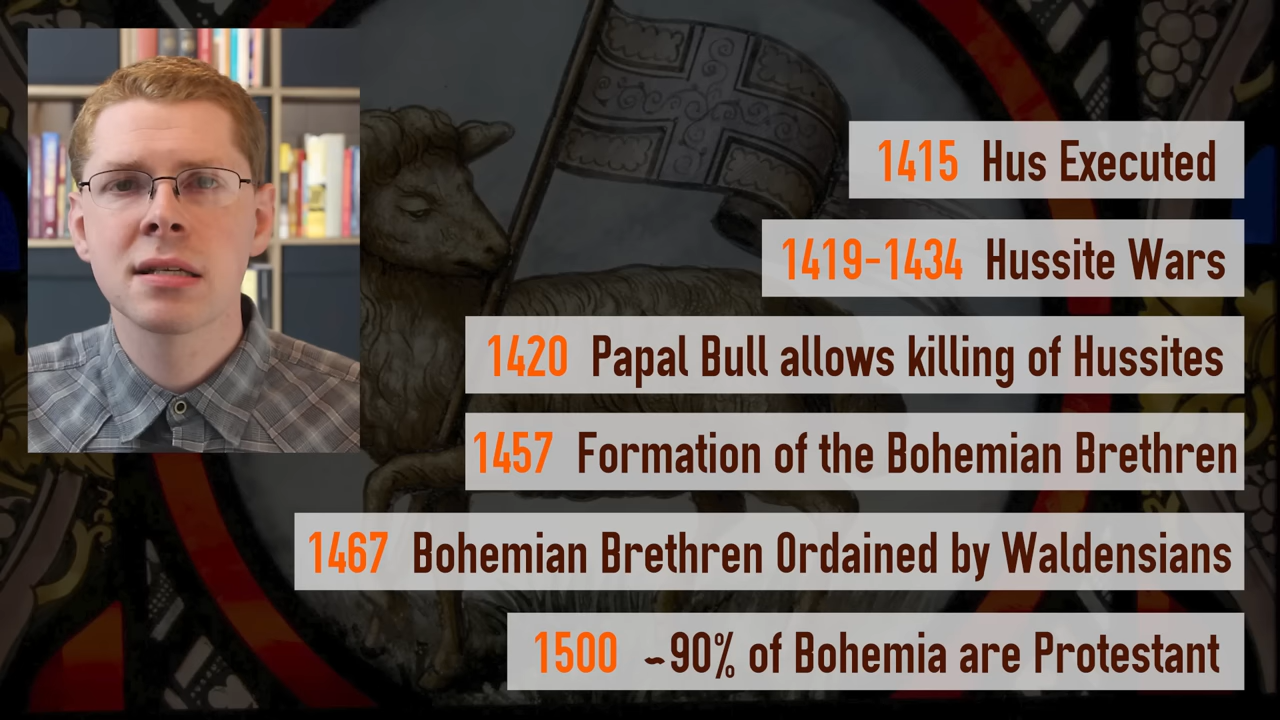 1415 Hus Executed
1419-1434 Hussite Wars
1420 Papal Bull allows killing of Hussites
1457 Formation of the Bohemian Brethren
1467 Bohemian Brethren Ordained by Waldensians
1500 ~90% of Bohemia are Protestant